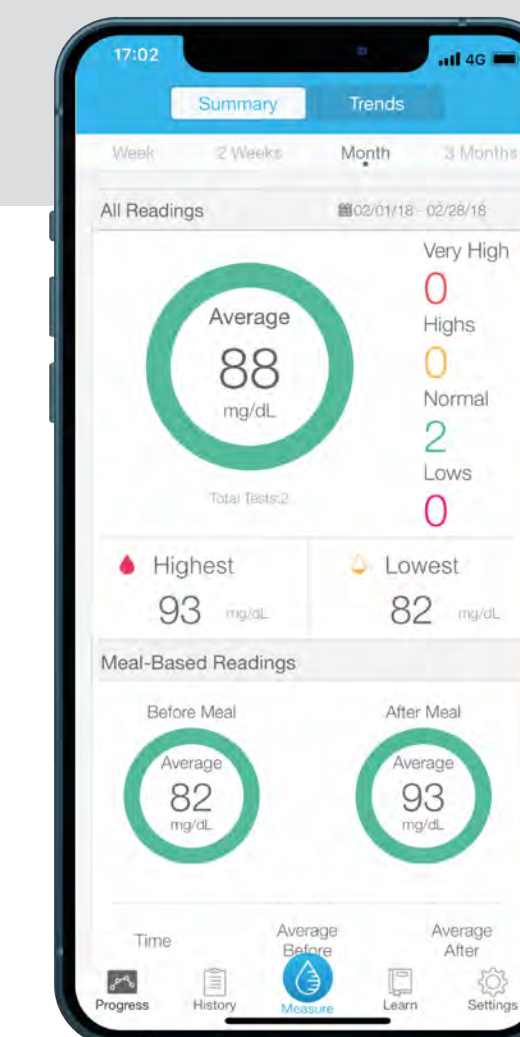 17:02
4G
Summary Trends
Week 2 Weeks Month 3 Months
All Readings 02/01/18 - 02/28/18
Average
88
mg/dL
Total Tests:2
Very High
0
Highs
0
Normal
2
Lows
0
Highest
93 mg/dL
Lowest
82 mg/dL
Meal-Based Readings
Before Meal
Average
82
mg/dL
After Meal
Average
93
mg/dL
Time
Average
Before
Average
After
Progress History Measure Learn Settings